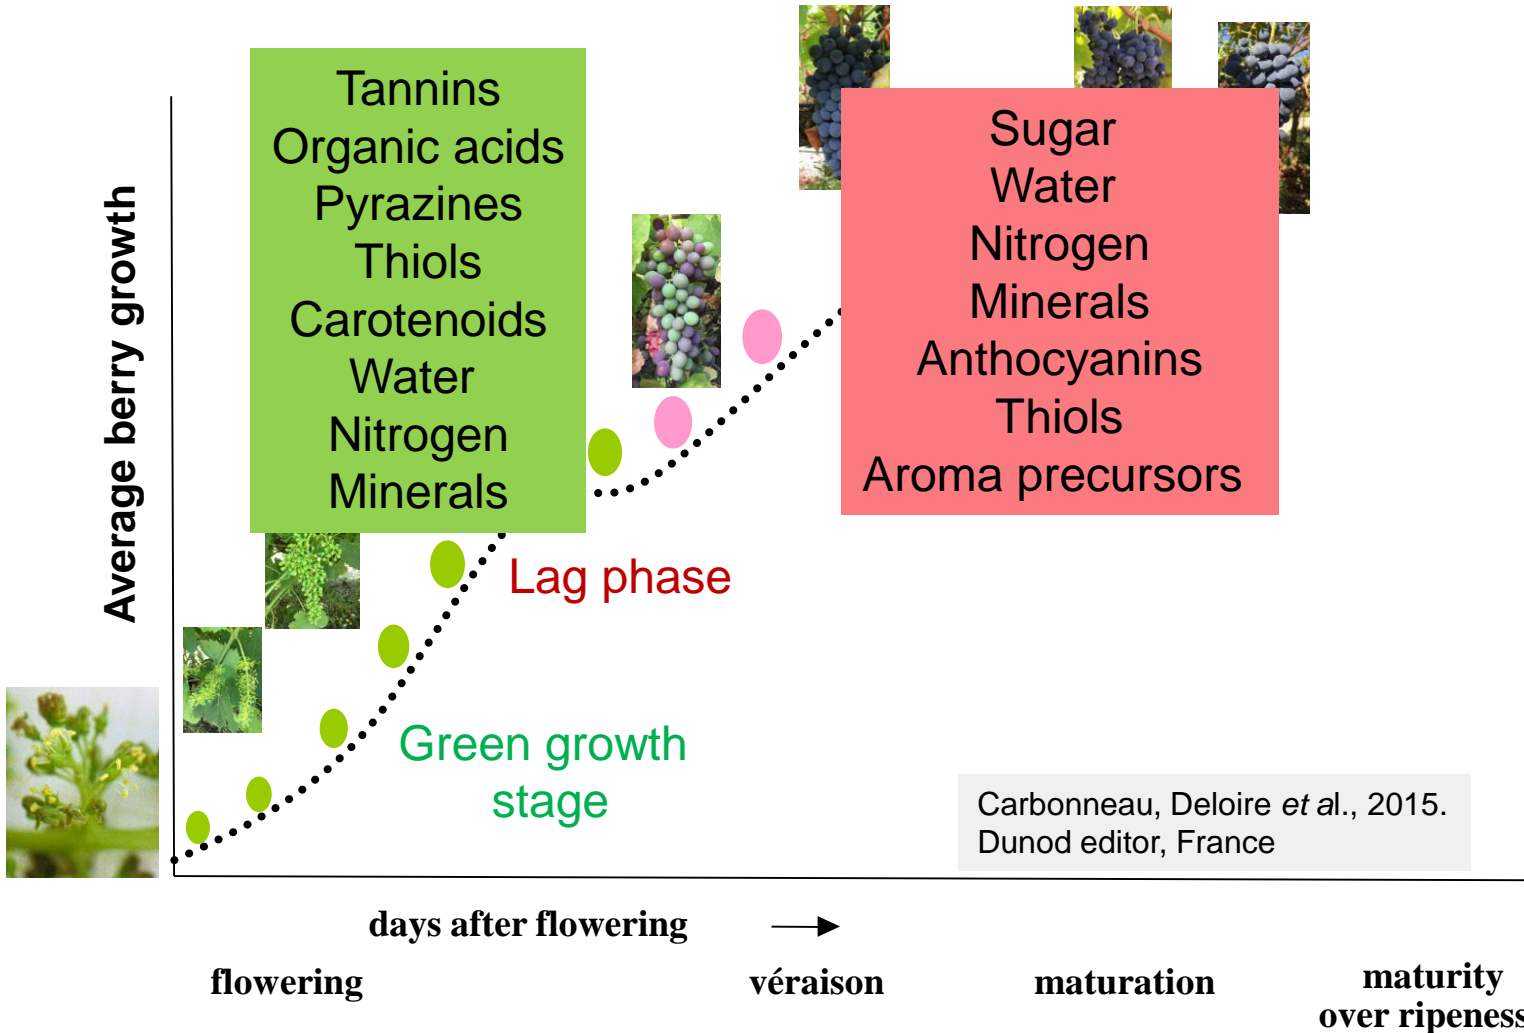 Average berry growth
Tannins
Organic acids
Pyrazines
Thiols
Carotenoids
Water
Nitrogen
Minerals
Sugar
Water
Nitrogen
Minerals
Anthocyanins
Thiols
Aroma precursors
Lag phase
Green growth
stage
Carbonneau, Deloire et al., 2015.
Dunod editor, France
days after flowering
flowering
véraison
maturation
maturity
over ripeness